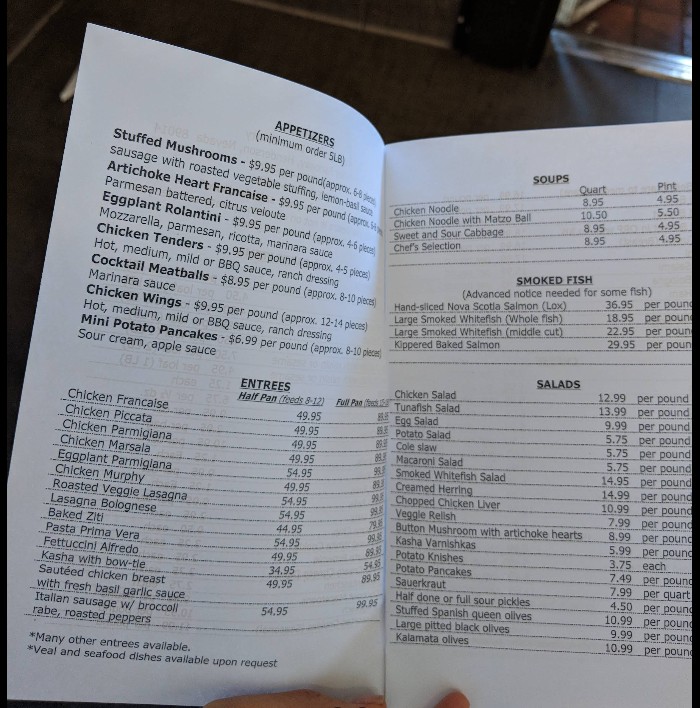 APPETIZERS
(minimum order 5LB)
Stuffed Mushrooms - $9.95 per pound(approx. 6-8 pieces)
sausage with roasted vegetable stuffing, lemon-basil sauce
Artichoke Heart Francaise - $9.95 per pound (approx.
Parmesan battered, citrus veloute
Eggplant Rolantini - $9.95 per pound (approx. 4-6 pieces)
Mozzarella, parmesan, ricotta, marinara sauce
Chicken Tenders - $9.95 per pound (approx. 4-5 pieces)
Hot, medium, mild or BBQ sauce, ranch dressing
Cocktail Meatballs - $8.95 per pound (approx. 8-10 pieces)
Marinara sauce
Chicken Wings - $9.95 per pound (approx. 12-14 pieces)
Hot, medium, mild or BBQ sauce, ranch dressing
Mini Potato Pancakes - $6.99 per pound (approx. 8-10 pieces)
Sour cream, apple sauce
ENTREES
Half Pan (feeds 8-12) Full Pan (feeds
Chicken Francaise 49.95
Chicken Piccata 49.95
Chicken Parmigiana 49.95
Chicken Marsala 49.95
Eggplant Parmigiana 54.95
Chicken Murphy 49.95
Roasted Veggie Lasagna 54.95
Lasagna Bolognese 54.95
Baked Ziti 44.95
Pasta Prima Vera 54.95
Fettuccini Alfredo 49.95 89.95
Kasha with bow-tie 34.95 54.95
Sautéed chicken breast 49.95 89.95
with fresh basil garlic sauce
Italian sausage w/ broccoli 54.95 99.95
rabe, roasted peppers
*Many other entrees available.
*Veal and seafood dishes available upon request
SOUPS
Quart Pint
Chicken Noodle 8.95 4.95
Chicken Noodle with Matzo Ball 10.50 5.50
Sweet and Sour Cabbage 8.95 4.95
Chef's Selection 8.95 4.95
SMOKED FISH
(Advanced notice needed for some fish)
Hand-sliced Nova Scotia Salmon (Lox) 36.95 per pound
Large Smoked Whitefish (Whole fish) 18.95 per pound
Large Smoked Whitefish (middle cut) 22.95 per pound
Kippered Baked Salmon 29.95 per pound
SALADS
Chicken Salad 12.99 per pound
Tunafish Salad 13.99 per pound
Egg Salad 9.99 per pound
Potato Salad 5.75 per pound
Cole slaw 5.75 per pound
Macaroni Salad 5.75 per pound
Smoked Whitefish Salad 14.95 per pound
Creamed Herring 14.99 per pound
Chopped Chicken Liver 10.99 per pound
Veggie Relish 7.99 per pound
Button Mushroom with artichoke hearts 8.99 per pound
Kasha Varnishkas 5.99 per pound
Potato Knishes 3.75 each
Potato Pancakes 7.49 per pound
Sauerkraut 7.99 per quart
Half done or full sour pickles 4.50 per pound
Stuffed Spanish queen olives 10.99 per pound
Large pitted black olives 9.99 per pound
Kalamata olives 10.99 per pound